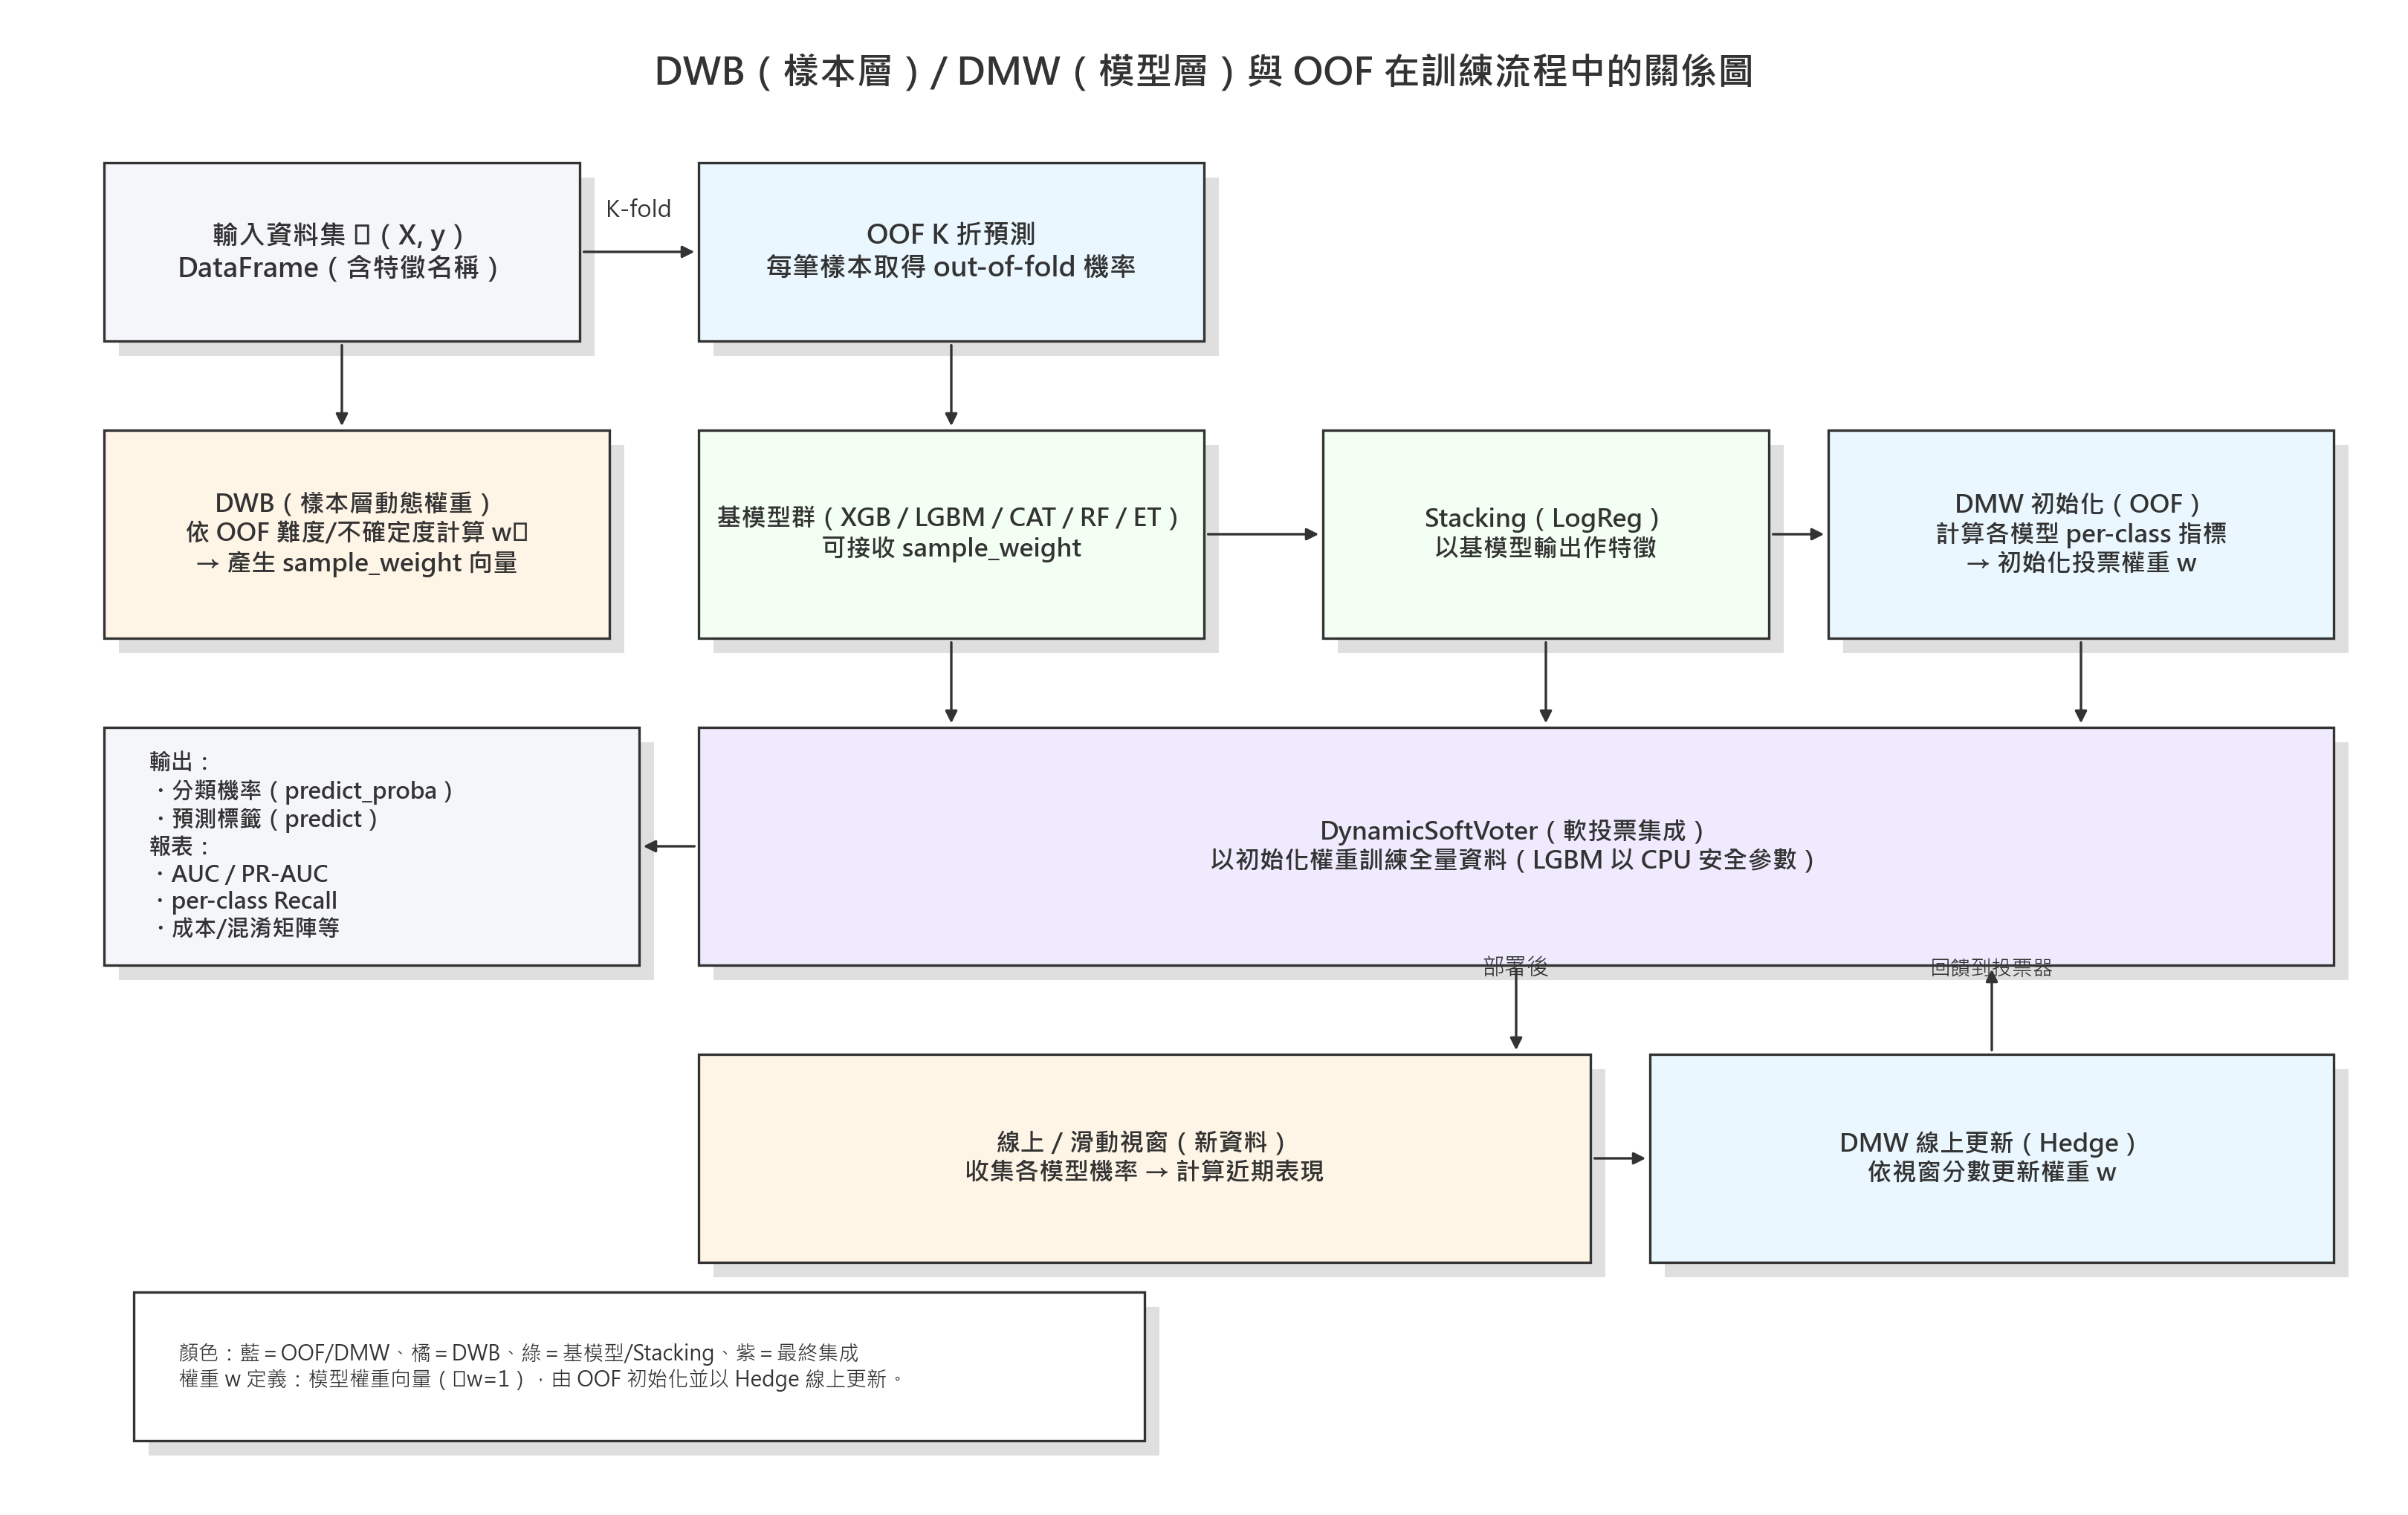 DWB（樣本層）/ DMW（模型層）與 OOF 在訓練流程中的關係圖
輸入資料集 □（X, y）
DataFrame（含特徵名稱）
K-fold
OOF K 折預測
每筆樣本取得 out-of-fold 機率
DWB（樣本層動態權重）
依 OOF 難度/不確定度計算 w□
→ 產生 sample_weight 向量
基模型群（XGB / LGBM / CAT / RF / ET）
可接收 sample_weight
Stacking（LogReg）
以基模型輸出作特徵
DMW 初始化（OOF）
計算各模型 per-class 指標
→ 初始化投票權重 w
輸出：
・分類機率（predict_proba）
・預測標籤（predict）
報表：
・AUC / PR-AUC
・per-class Recall
・成本/混淆矩陣等
DynamicSoftVoter（軟投票集成）
以初始化權重訓練全量資料（LGBM 以 CPU 安全參數）
部署後
回饋到投票器
線上 / 滑動視窗（新資料）
收集各模型機率 → 計算近期表現
DMW 線上更新（Hedge）
依視窗分數更新權重 w
顏色：藍＝OOF/DMW、橘＝DWB、綠＝基模型/Stacking、紫＝最終集成
權重 w 定義：模型權重向量（□w=1），由 OOF 初始化並以 Hedge 線上更新。